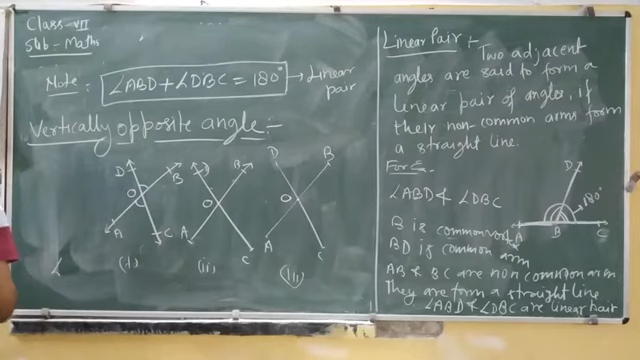 Class-VII
Sub-Maths
Note: ∠ABD+∠DBC=180° → Linear pair
Vertically opposite angle:-
D B O A C (i)
D B O A C (ii)
D B O A C (iii)
∠
Linear Pair:- Two adjacent
angles are said to form a
linear pair of angles, if
their non-common arms form
a straight line.
For E.
∠ABD & ∠DBC
D 180° A B C
B is common
BD is common arm
AB & BC are non common arm
They are form a straight line
∠ABD & ∠DBC are linear pair